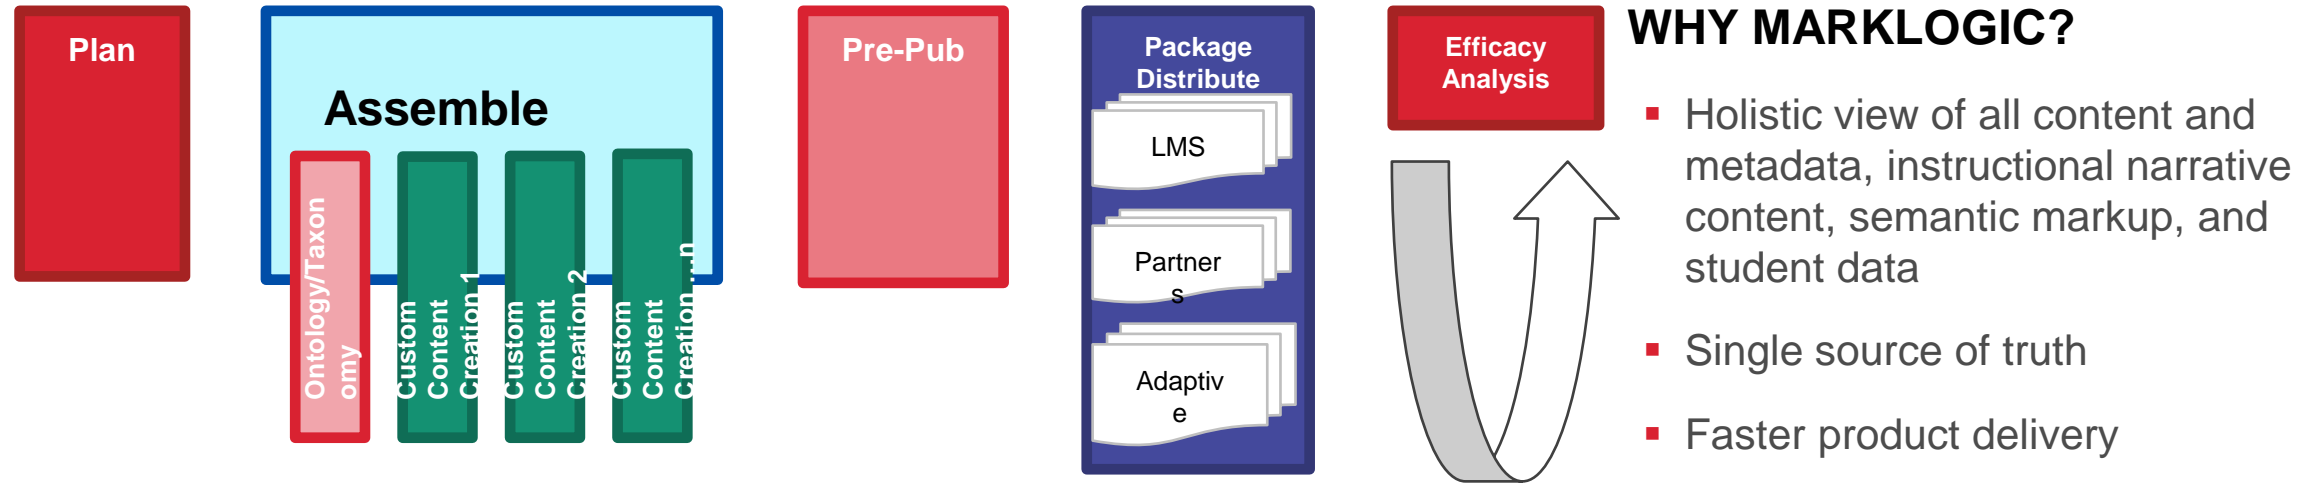 Plan
Assemble
Ontology/Taxon
omy
Custom
Content
Creation 1
Custom
Content
Creation 2
Custom
Content
Creation ...n
Pre-Pub
Package
Distribute
LMS
Partner
s
Adaptiv
e
Efficacy
Analysis
WHY MARKLOGIC?
Holistic view of all content and
metadata, instructional narrative
content, semantic markup, and
student data
Single source of truth
Faster product delivery